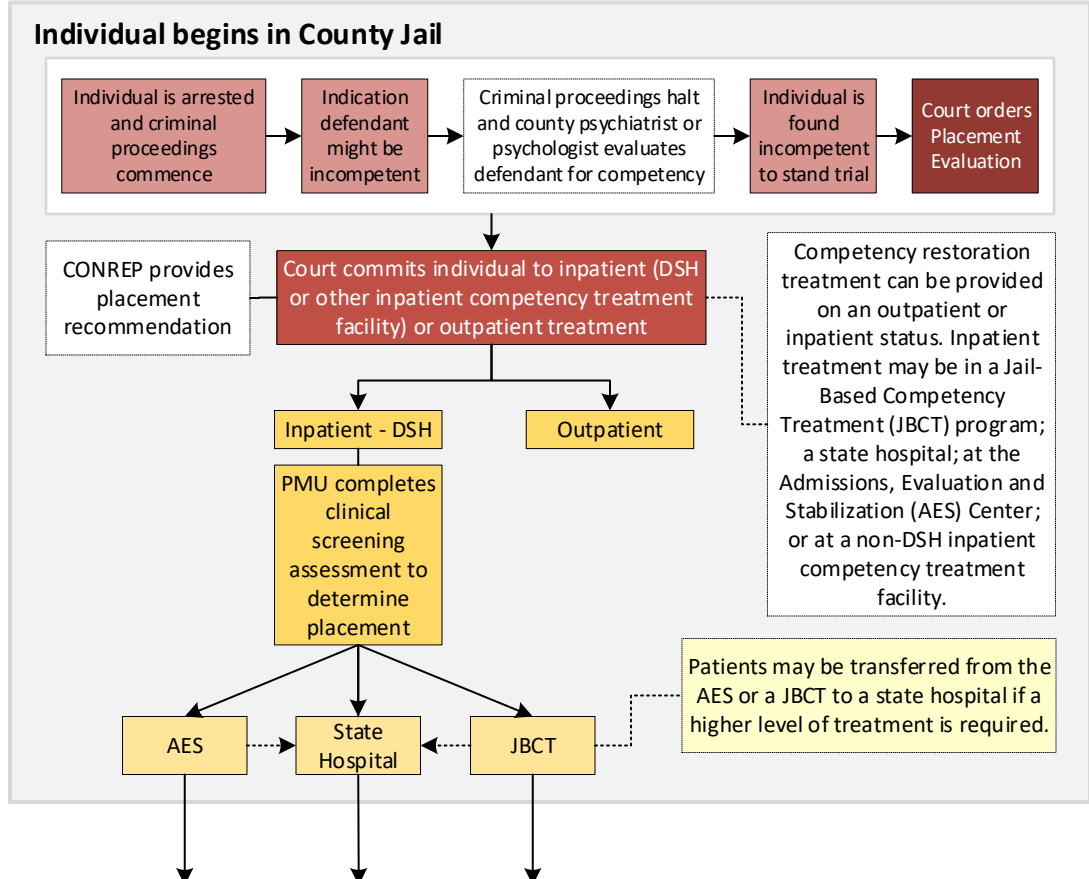 Individual begins in County Jail
Individual is arrested
and criminal
proceedings
commence
Indication
defendant
might be
incompetent
Criminal proceedings halt
and county psychiatrist or
psychologist evaluates
defendant for competency
Individual is
found
incompetent
to stand trial
Court orders
Placement
Evaluation
CONREP provides
placement
recommendation
Court commits individual to inpatient (DSH
or other inpatient competency treatment
facility) or outpatient treatment
Competency restoration
treatment can be provided
on an outpatient or
inpatient status. Inpatient
treatment may be in a Jail-
Based Competency
Treatment (JBCT) program;
a state hospital; at the
Admissions, Evaluation and
Stabilization (AES) Center;
or at a non-DSH inpatient
competency treatment
facility.
Inpatient - DSH
Outpatient
PMU completes
clinical
screening
assessment to
determine
placement
Patients may be transferred from the
AES or a JBCT to a state hospital if a
higher level of treatment is required.
AES
State
Hospital
JBCT